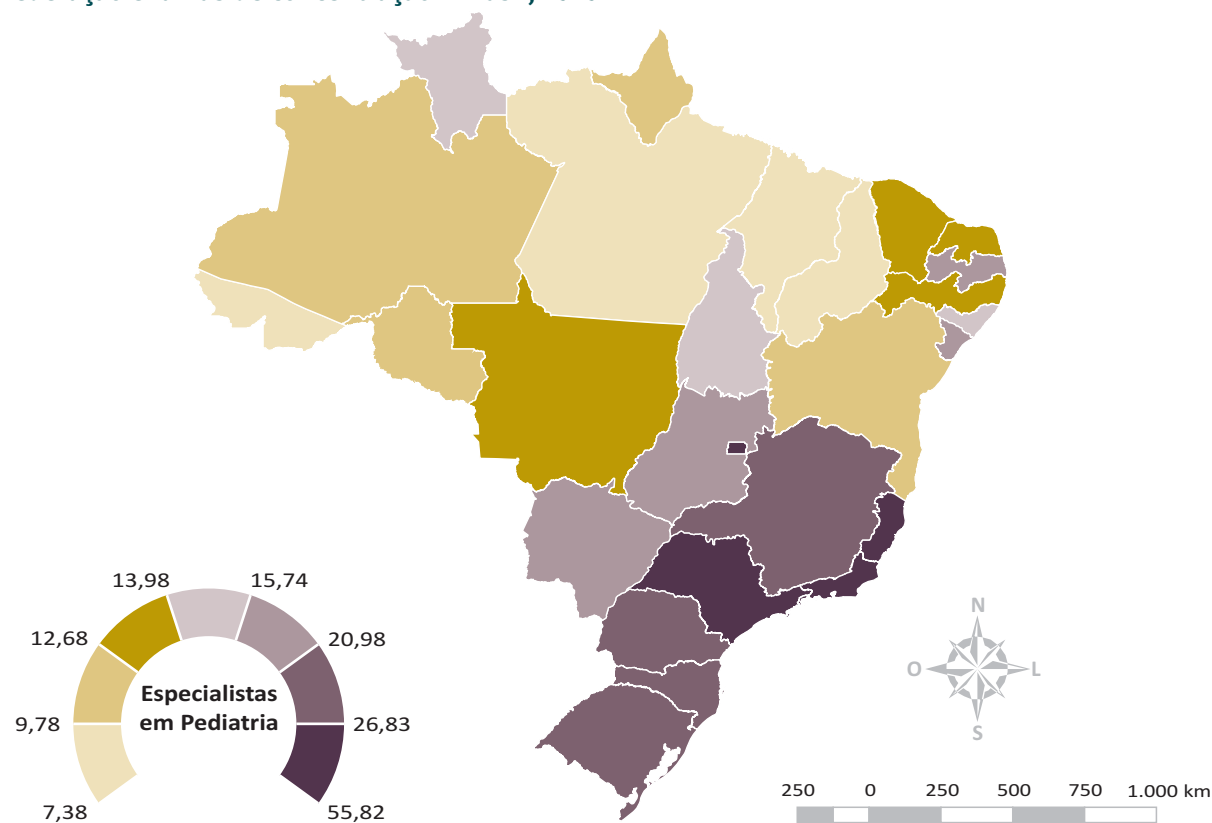 N
O
L
S
13,98
15,74
12,68
20,98
Especialistas
em Pediatria
9,78
26,83
7,38
55,82
250
0
250
500
750
1.000 km